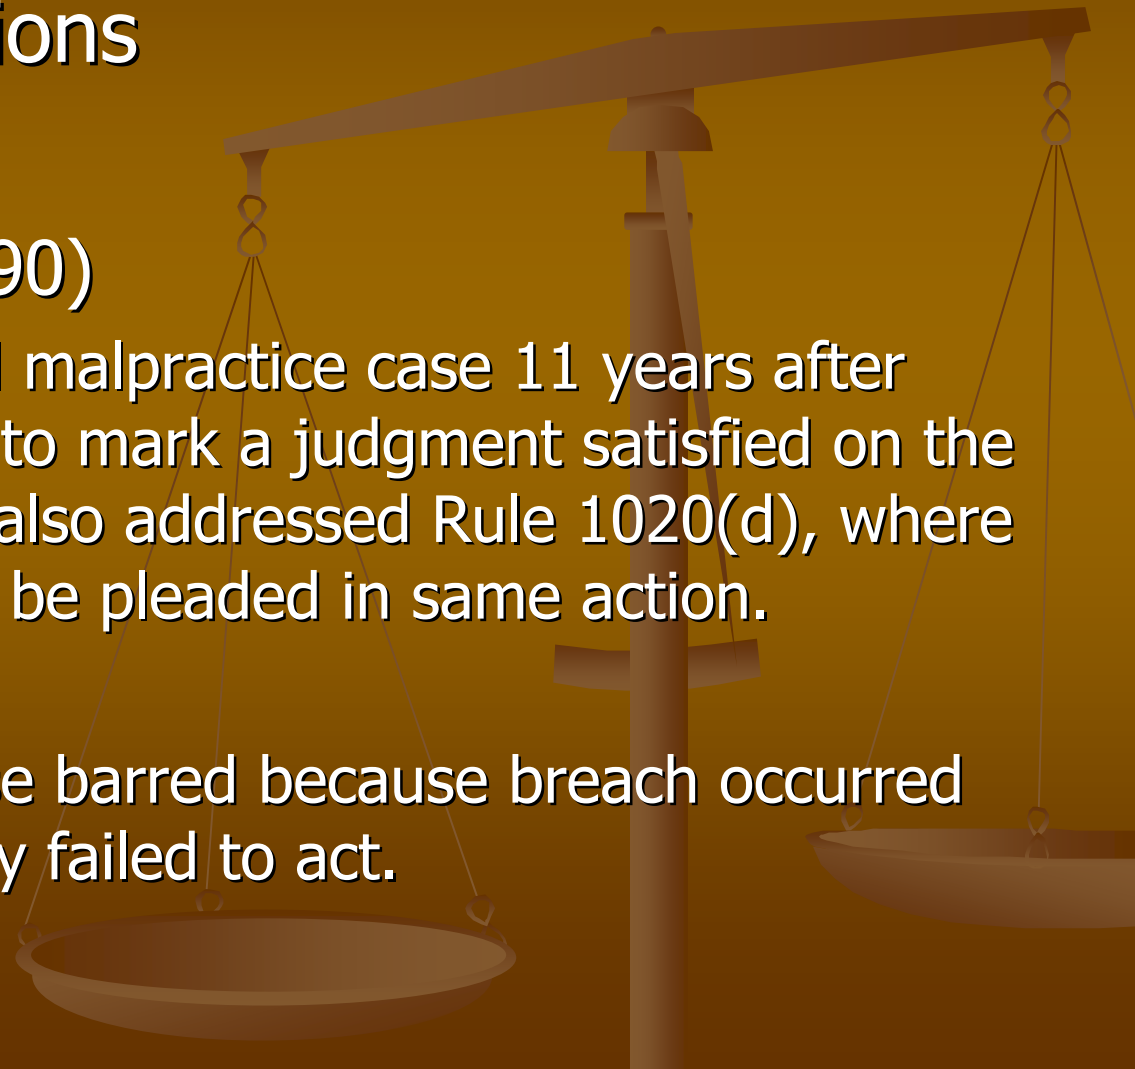 ions
90)
malpractice case 11 years after
to mark a judgment satisfied on the
also addressed Rule 1020(d), where
be pleaded in same action.
e barred because breach occurred
y failed to act.